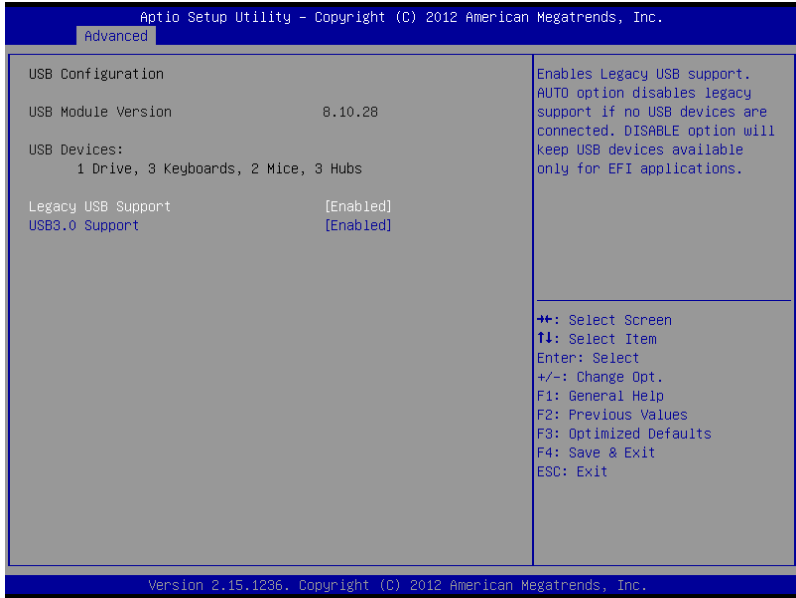 Aptio Setup Utility – Copyright (C) 2012 American Megatrends, Inc.
Advanced
USB Configuration
USB Module Version 8.10.28
USB Devices:
1 Drive, 3 Keyboards, 2 Mice, 3 Hubs
Legacy USB Support [Enabled]
USB3.0 Support [Enabled]
Enables Legacy USB support.
AUTO option disables legacy
support if no USB devices are
connected. DISABLE option will
keep USB devices available
only for EFI applications.
→←: Select Screen
↑↓: Select Item
Enter: Select
+/-: Change Opt.
F1: General Help
F2: Previous Values
F3: Optimized Defaults
F4: Save & Exit
ESC: Exit
Version 2.15.1236. Copyright (C) 2012 American Megatrends, Inc.